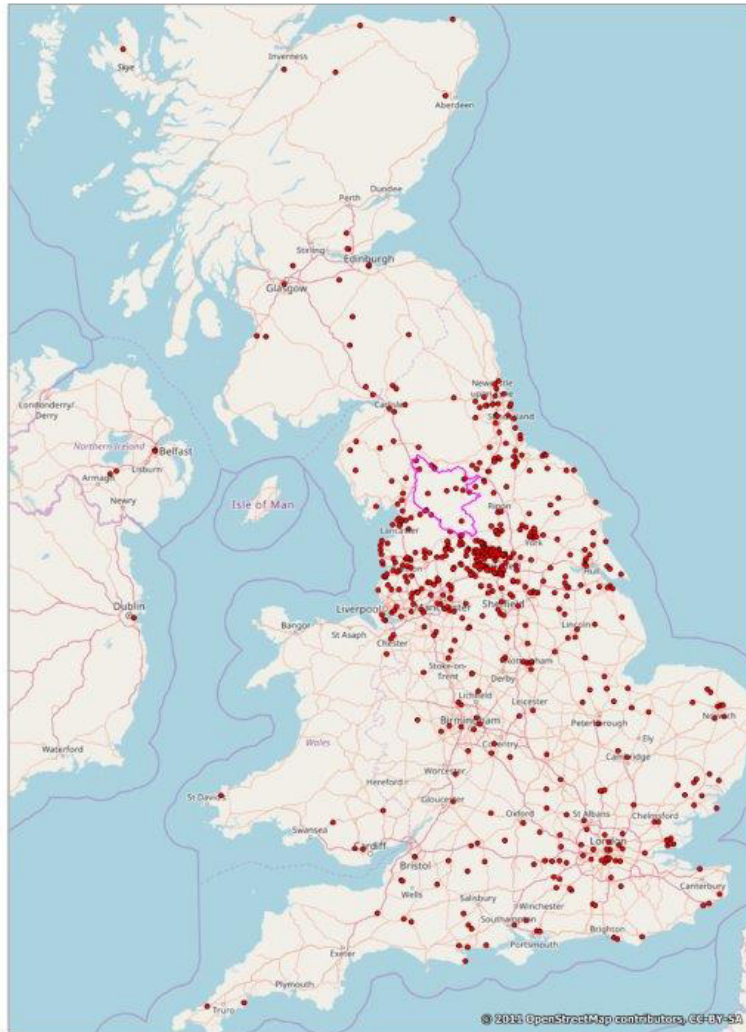 Inverness
Skye
Aberdeen
Dundee
Perth
Stirling
Edinburgh
Glasgow
Londonderry/
Derry
Northern Ireland
Belfast
Lisburn
Armagh
Newry
Carlisle
Isle of Man
Ripon
Lancaster
York
Hull
Dublin
Liverpool
Sheffield
Bangor
St Asaph
Chester
Lincoln
Stoke-on-
Trent
Nottingham
Derby
Lichfield
Leicester
Norwich
Peterborough
Birmingham
Ely
Coventry
Cambridge
Waterford
Wales
Worcester
Hereford
St Davids
Gloucester
Oxford
St Albans
Chelmsford
Swansea
Cardiff
London
Bristol
Wells
Canterbury
Salisbury
Winchester
Southampton
Brighton
Portsmouth
Exeter
Plymouth
Truro
© 2011 OpenStreetMap contributors, CC-BY-SA